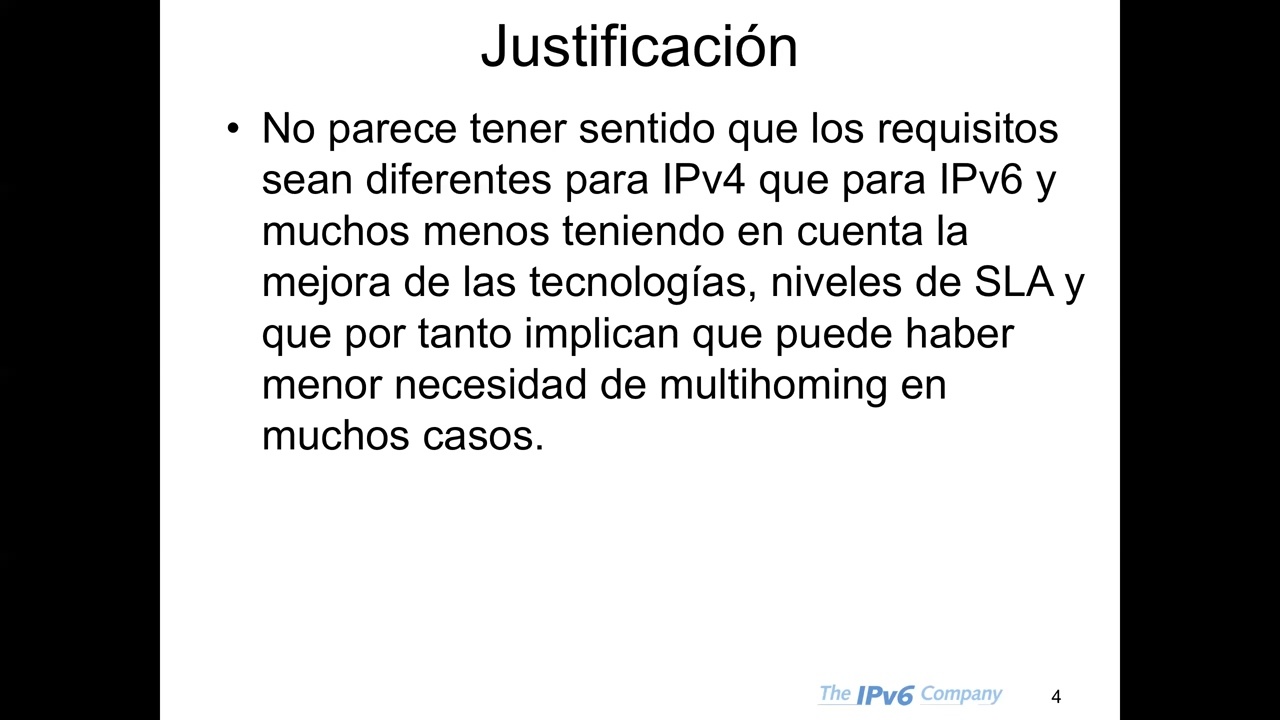 Justificación
• No parece tener sentido que los requisitos
sean diferentes para IPv4 que para IPv6 y
muchos menos teniendo en cuenta la
mejora de las tecnologías, niveles de SLA y
que por tanto implican que puede haber
menor necesidad de multihoming en
muchos casos.
The IPv6 Company
4